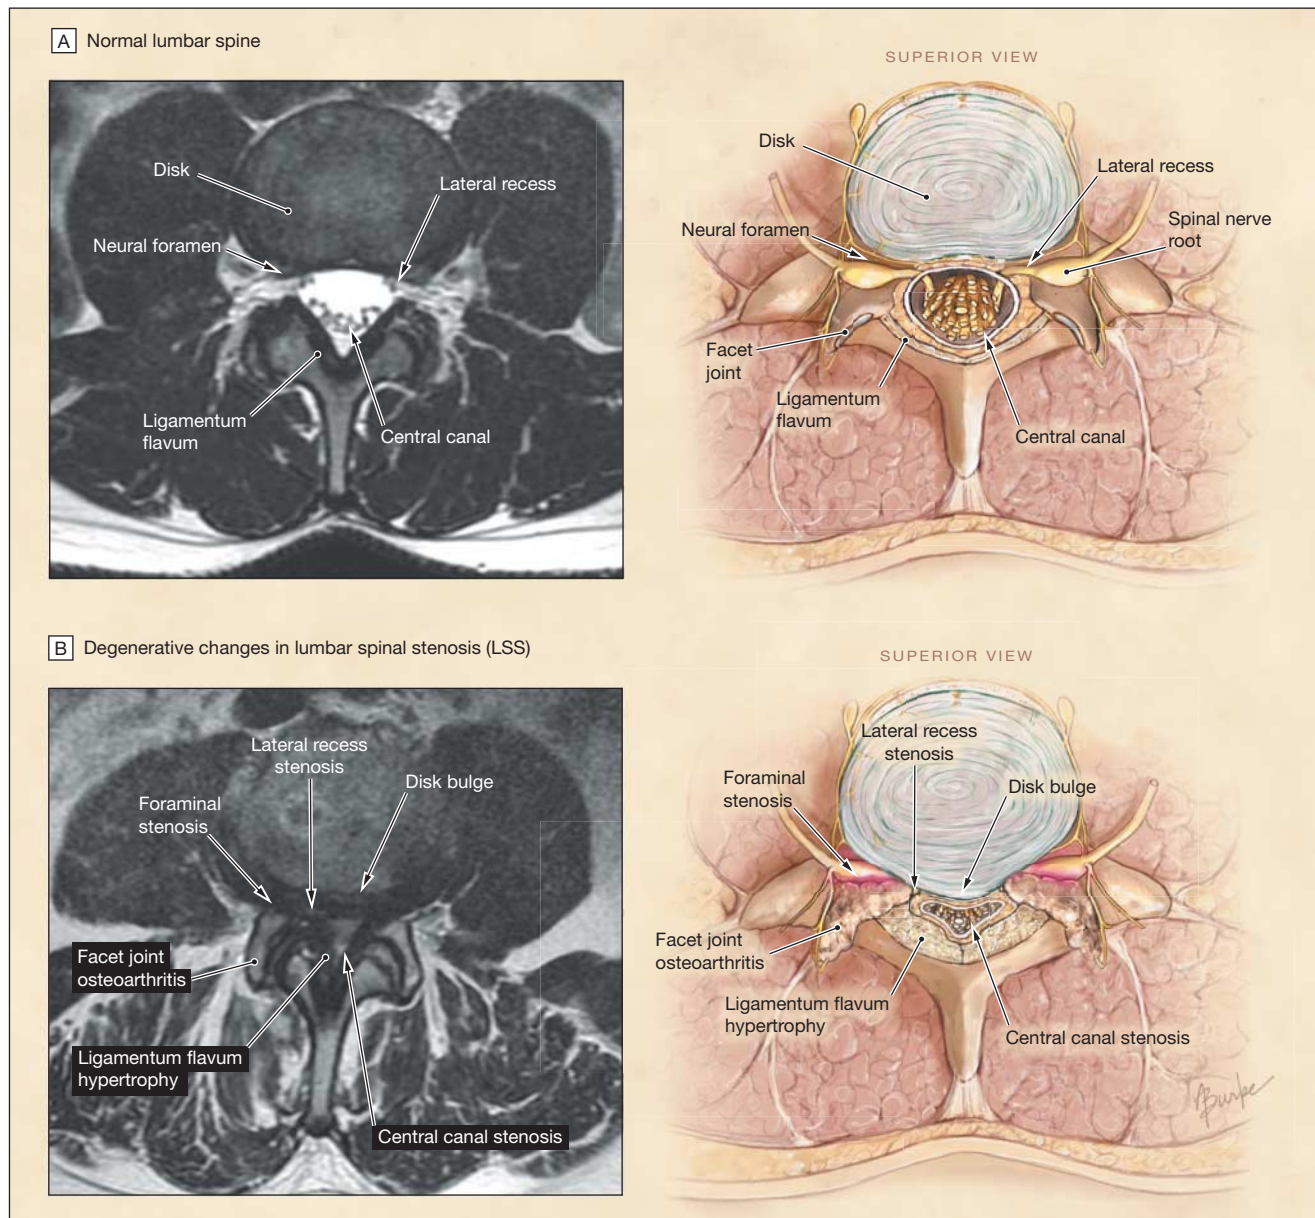 A Normal lumbar spine
SUPERIOR VIEW
Disk
Lateral recess
Neural foramen
Ligamentum
flavum
Central canal
Disk
Lateral recess
Neural foramen
Spinal nerve
root
Facet
joint
Ligamentum
flavum
Central canal
B Degenerative changes in lumbar spinal stenosis (LSS)
SUPERIOR VIEW
Lateral recess
stenosis
Disk bulge
Foraminal
stenosis
Facet joint
osteoarthritis
Ligamentum flavum
hypertrophy
Central canal stenosis
Lateral recess
stenosis
Foraminal
stenosis
Disk bulge
Facet joint
osteoarthritis
Ligamentum flavum
hypertrophy
Central canal stenosis
ABurke